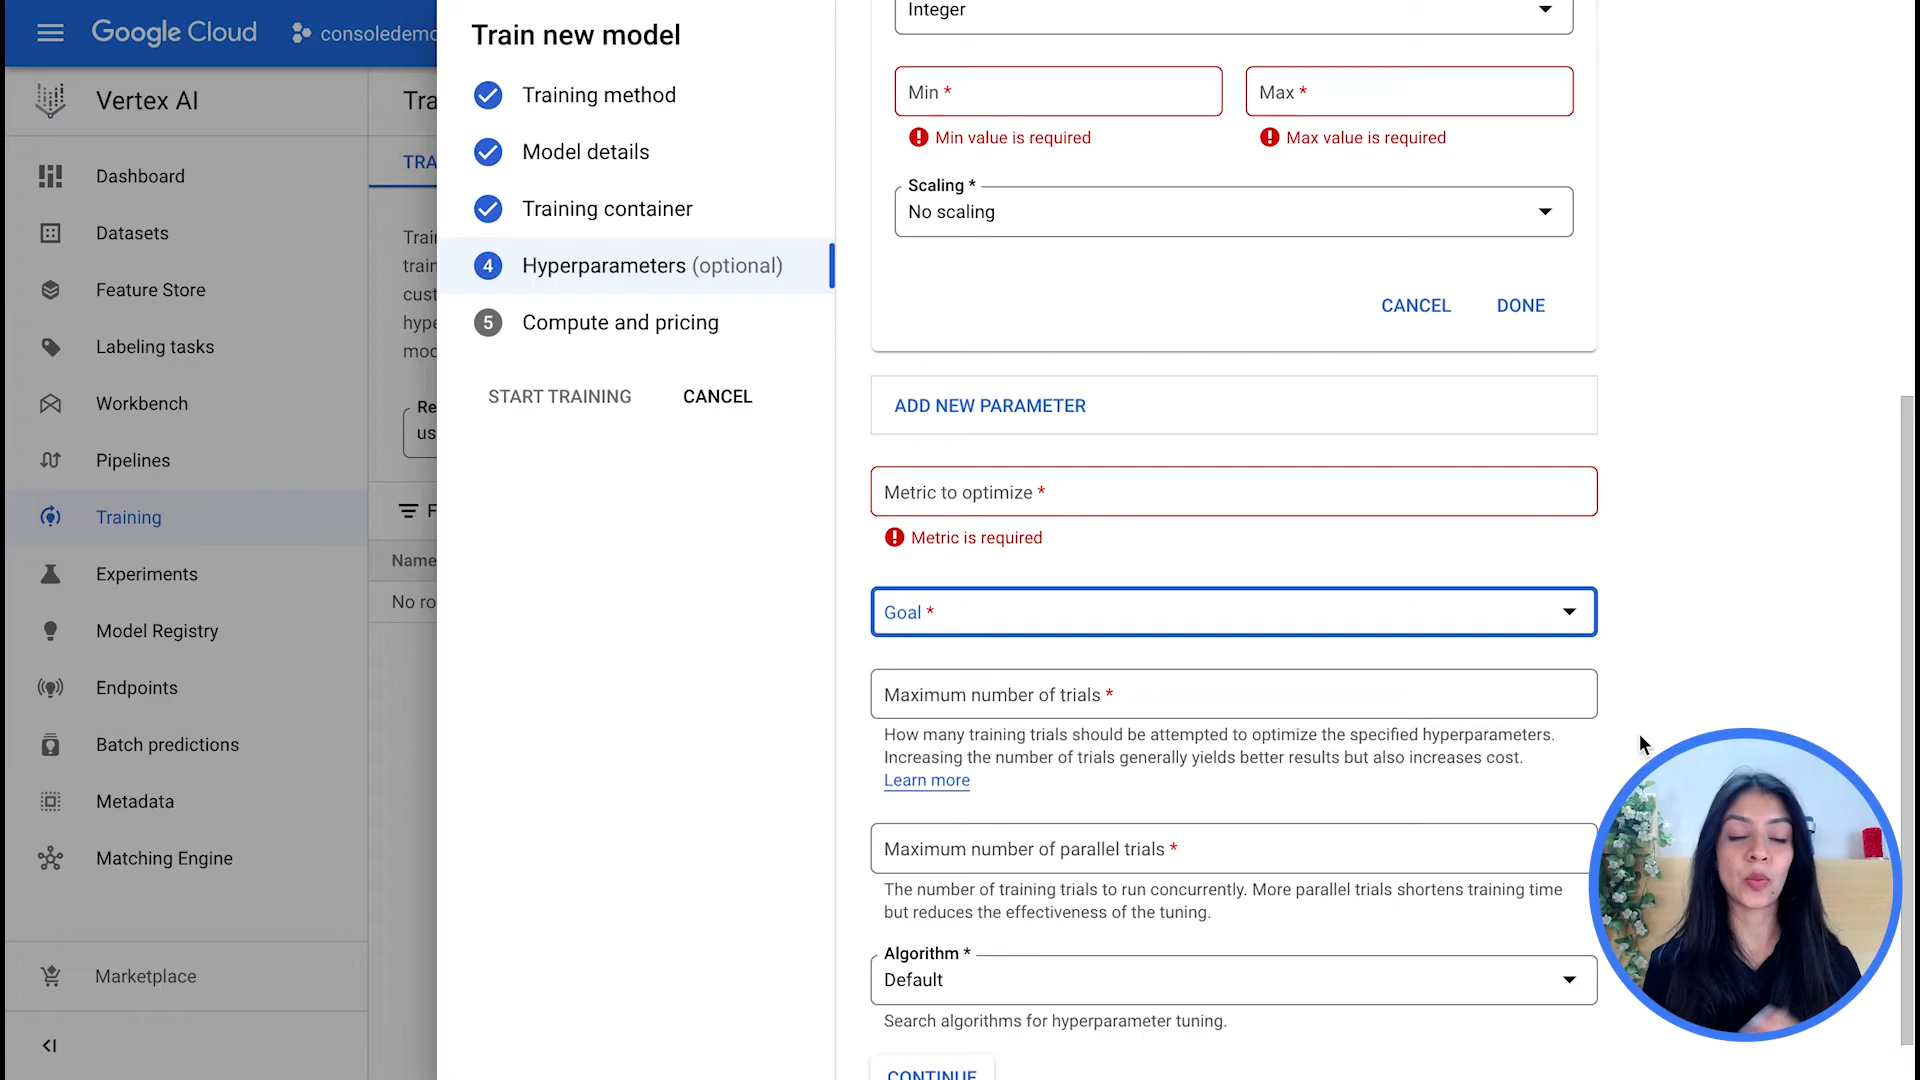 Google Cloud
consoledemo
Vertex AI
Dashboard
Datasets
Feature Store
Labeling tasks
Workbench
Pipelines
Training
Experiments
Model Registry
Endpoints
Batch predictions
Metadata
Matching Engine
Marketplace
Tra
TRA
Train
train
cust
hype
mod
Re
us
F
Name
No ro
Train new model
Training method
Model details
Training container
4 Hyperparameters (optional)
5 Compute and pricing
START TRAINING CANCEL
Integer
Min * Max *
Min value is required Max value is required
Scaling *
No scaling
CANCEL DONE
ADD NEW PARAMETER
Metric to optimize *
Metric is required
Goal *
Maximum number of trials *
How many training trials should be attempted to optimize the specified hyperparameters.
Increasing the number of trials generally yields better results but also increases cost.
Learn more
Maximum number of parallel trials *
The number of training trials to run concurrently. More parallel trials shortens training time
but reduces the effectiveness of the tuning.
Algorithm *
Default
Search algorithms for hyperparameter tuning.
CONTINUE